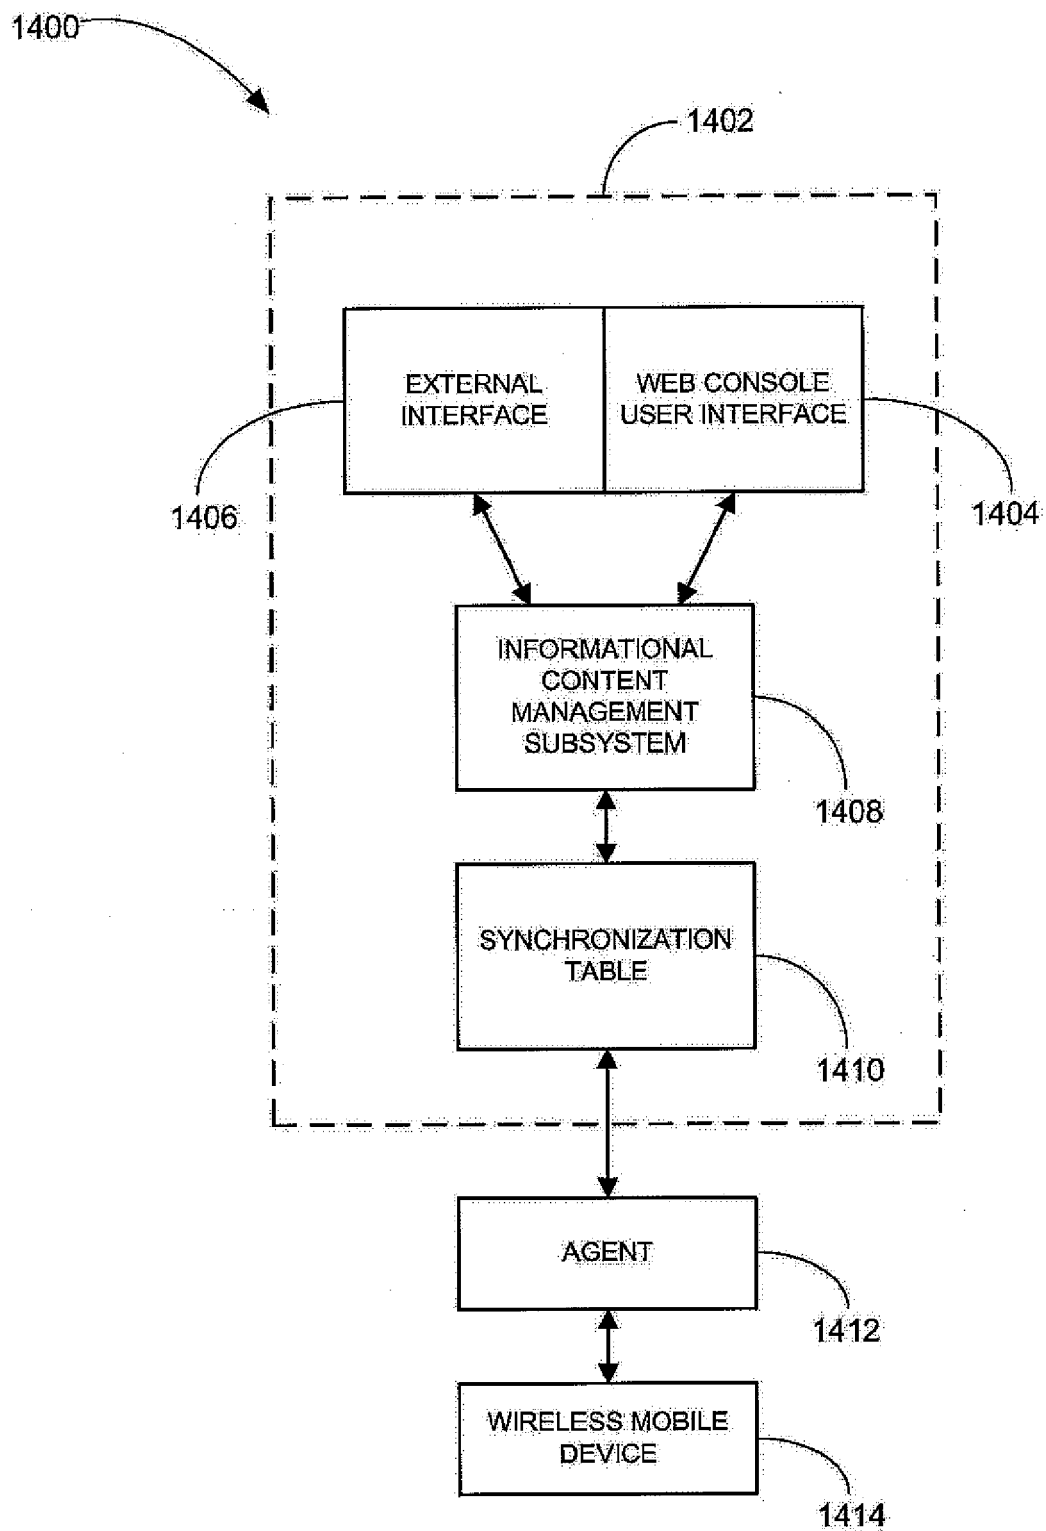 1400
1402
EXTERNAL
INTERFACE
WEB CONSOLE
USER INTERFACE
1406
1404
INFORMATIONAL
CONTENT
MANAGEMENT
SUBSYSTEM
1408
SYNCHRONIZATION
TABLE
1410
AGENT
1412
WIRELESS MOBILE
DEVICE
1414